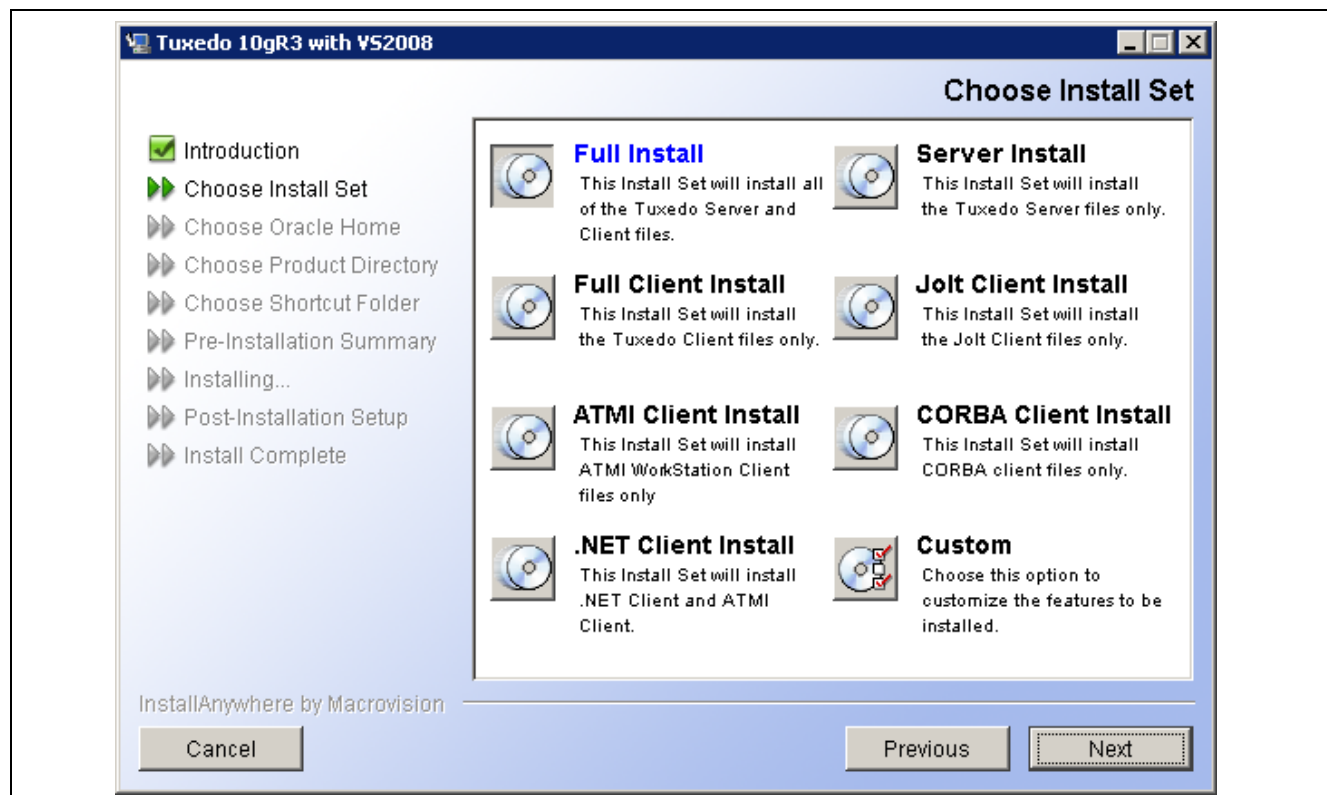 Tuxedo 10gR3 with VS2008
Choose Install Set
Introduction
Choose Install Set
Choose Oracle Home
Choose Product Directory
Choose Shortcut Folder
Pre-Installation Summary
Installing...
Post-Installation Setup
Install Complete
Full Install
This Install Set will install all
of the Tuxedo Server and
Client files.
Server Install
This Install Set will install
the Tuxedo Server files only.
Full Client Install
This Install Set will install
the Tuxedo Client files only.
Jolt Client Install
This Install Set will install
the Jolt Client files only.
ATMI Client Install
This Install Set will install
ATMI WorkStation Client
files only
CORBA Client Install
This Install Set will install
CORBA client files only.
.NET Client Install
This Install Set will install
.NET Client and ATMI
Client.
Custom
Choose this option to
customize the features to be
installed.
InstallAnywhere by Macrovision
Cancel
Previous
Next